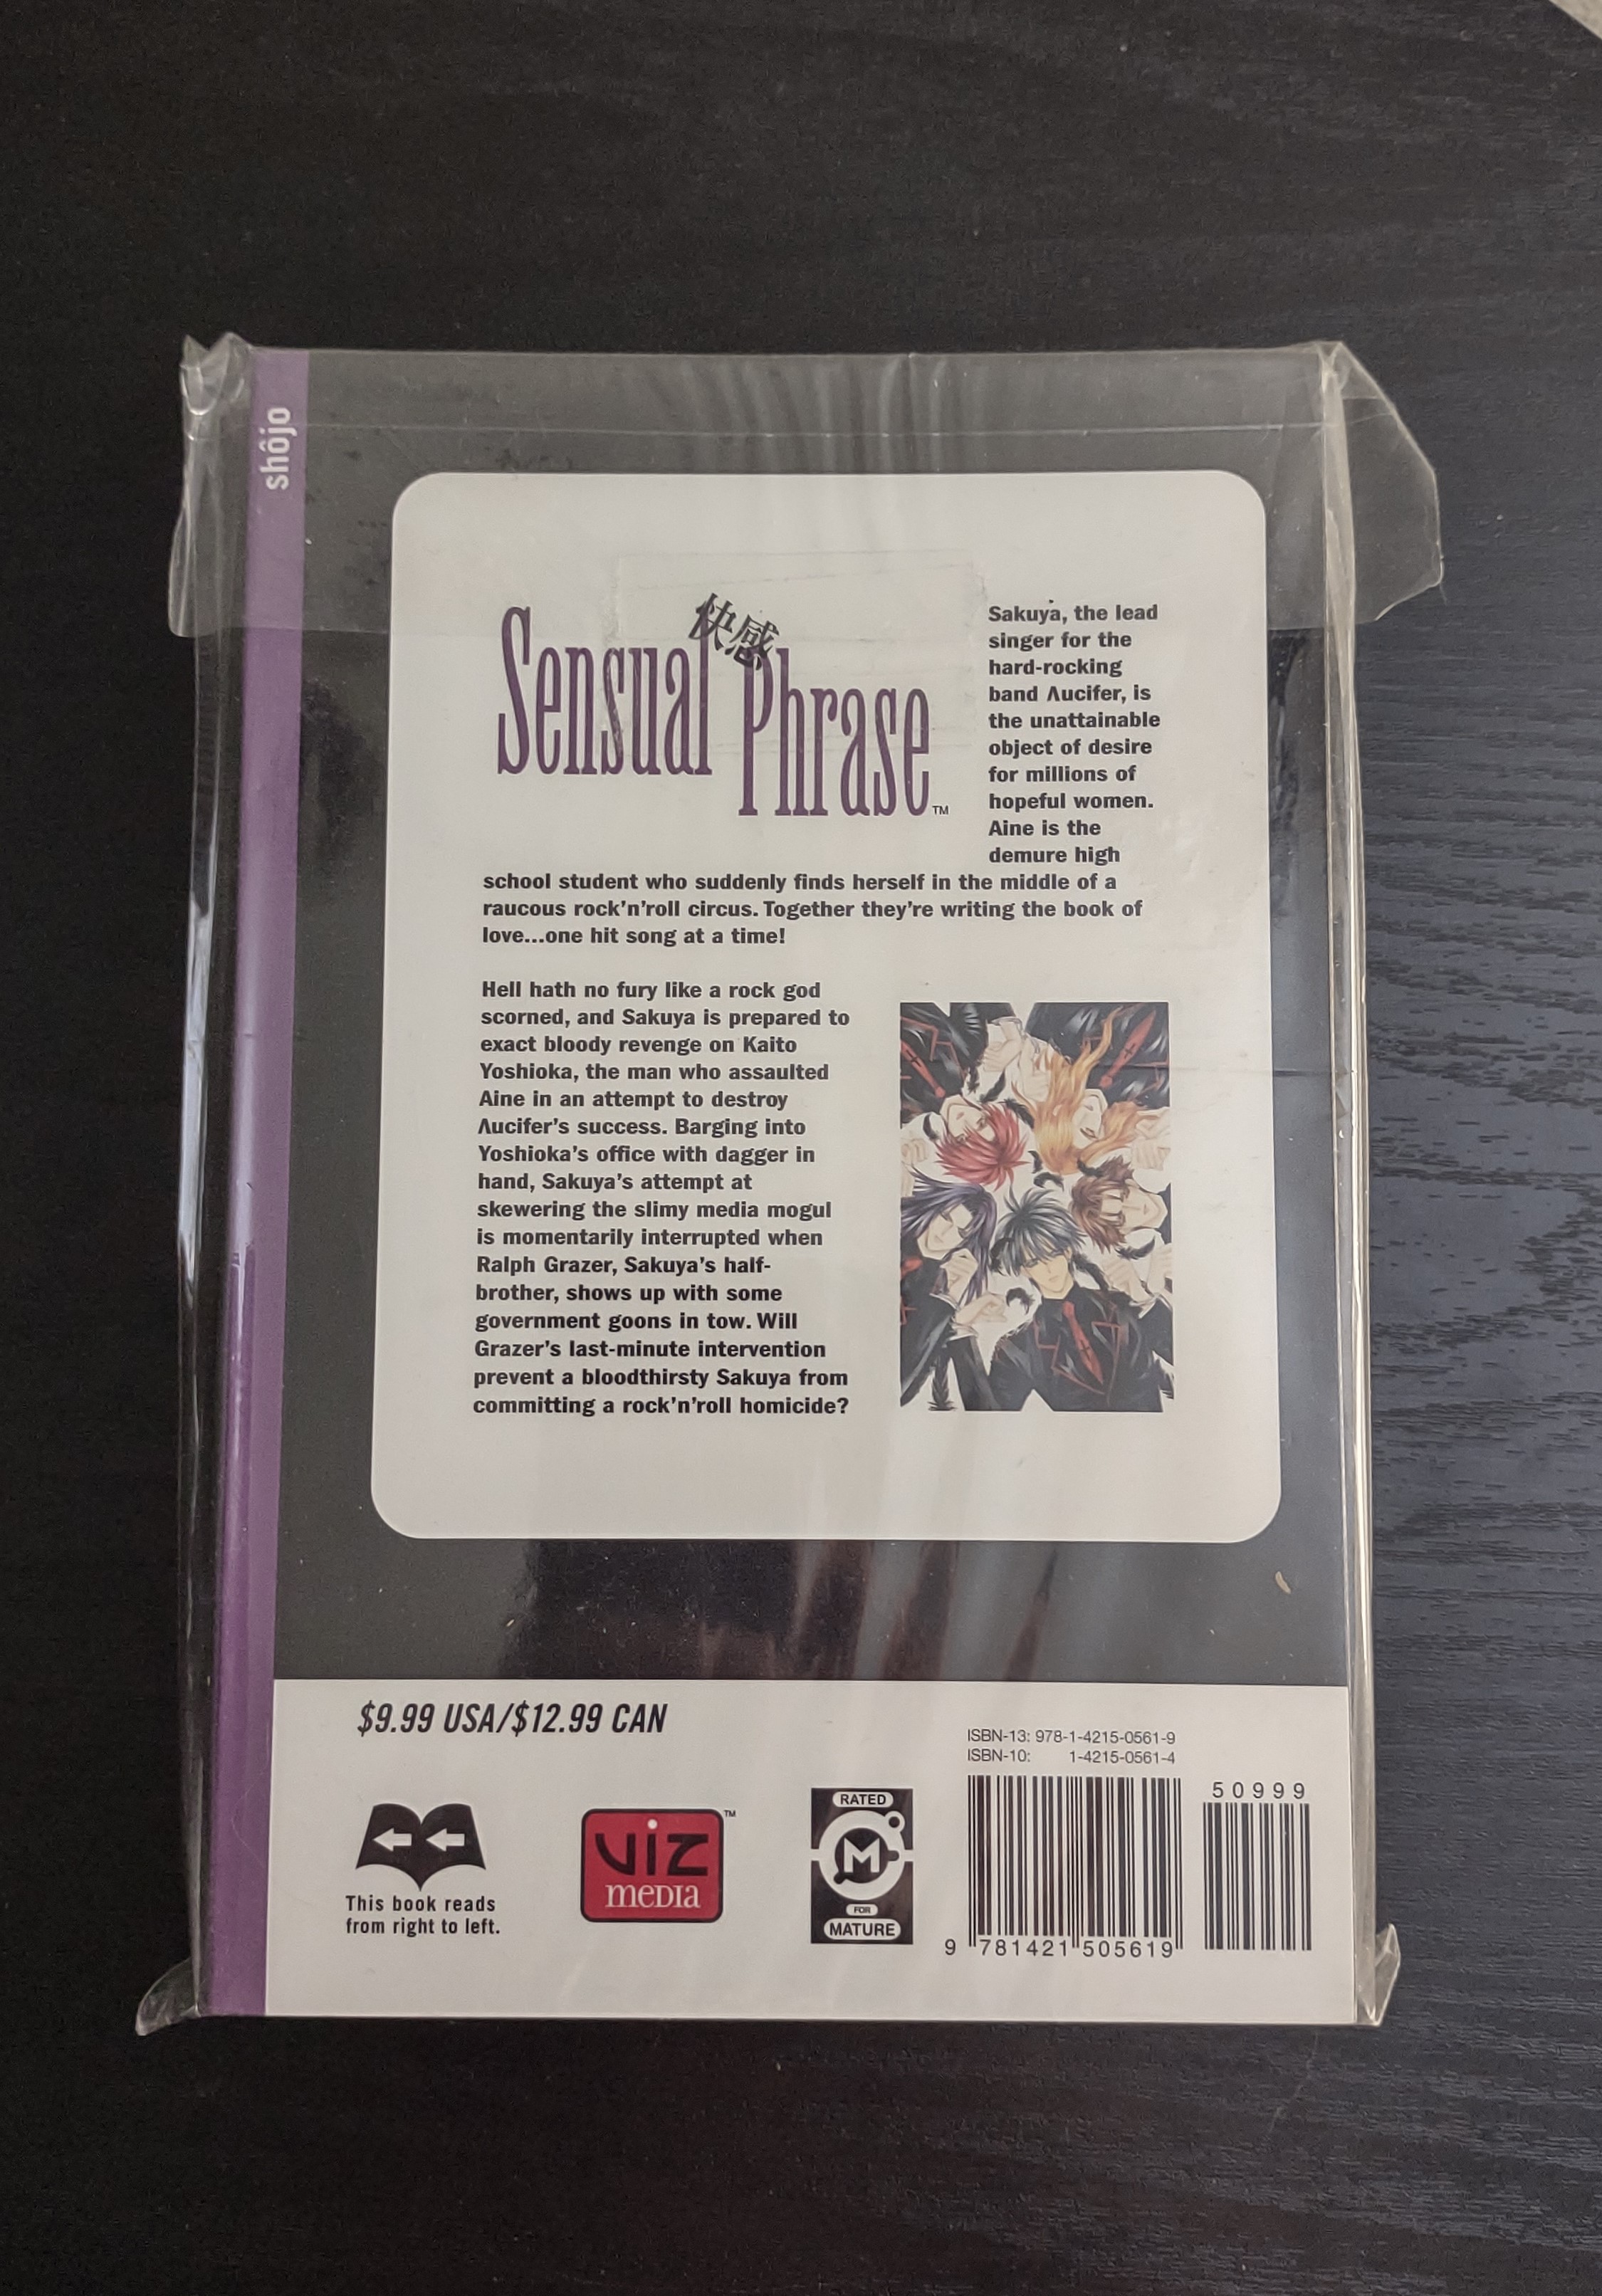 shôjo
快感
Sensual Phrase™
Sakuya, the lead
singer for the
hard-rocking
band Λucifer, is
the unattainable
object of desire
for millions of
hopeful women.
Aine is the
demure high
school student who suddenly finds herself in the middle of a
raucous rock'n'roll circus. Together they're writing the book of
love...one hit song at a time!
Hell hath no fury like a rock god
scorned, and Sakuya is prepared to
exact bloody revenge on Kaito
Yoshioka, the man who assaulted
Aine in an attempt to destroy
Λucifer's success. Barging into
Yoshioka's office with dagger in
hand, Sakuya's attempt at
skewering the slimy media mogul
is momentarily interrupted when
Ralph Grazer, Sakuya's half-
brother, shows up with some
government goons in tow. Will
Grazer's last-minute intervention
prevent a bloodthirsty Sakuya from
committing a rock'n'roll homicide?
$9.99 USA/$12.99 CAN
This book reads
from right to left.
VIZ
MEDIA
™
RATED
M
FOR
MATURE
ISBN-13: 978-1-4215-0561-9
ISBN-10: 1-4215-0561-4
50999
9 781421 505619